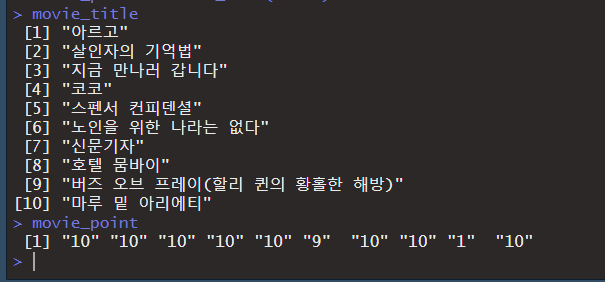 > movie_title
[1] "아르고"
[2] "살인자의 기억법"
[3] "지금 만나러 갑니다"
[4] "코코"
[5] "스펜서 컨피덴셜"
[6] "노인을 위한 나라는 없다"
[7] "신문기자"
[8] "호텔 뭄바이"
[9] "버즈 오브 프레이(할리 퀸의 황홀한 해방)"
[10] "마루 밑 아리에티"
> movie_point
[1] "10" "10" "10" "10" "10" "9"  "10" "10" "1"  "10"
>